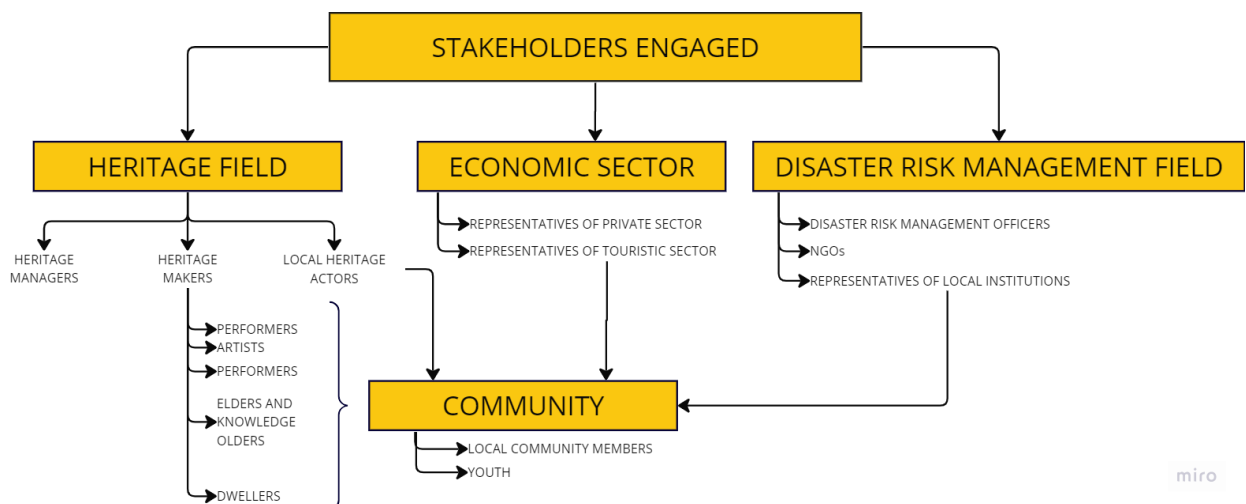 STAKEHOLDERS ENGAGED
HERITAGE FIELD
ECONOMIC SECTOR
DISASTER RISK MANAGEMENT FIELD
HERITAGE
MANAGERS
HERITAGE
MAKERS
LOCAL HERITAGE
ACTORS
REPRESENTATIVES OF PRIVATE SECTOR
REPRESENTATIVES OF TOURISTIC SECTOR
DISASTER RISK MANAGEMENT OFFICERS
NGOs
REPRESENTATIVES OF LOCAL INSTITUTIONS
PERFORMERS
ARTISTS
PERFORMERS
ELDERS AND
KNOWLEDGE
OLDERS
DWELLERS
COMMUNITY
LOCAL COMMUNITY MEMBERS
YOUTH
miro